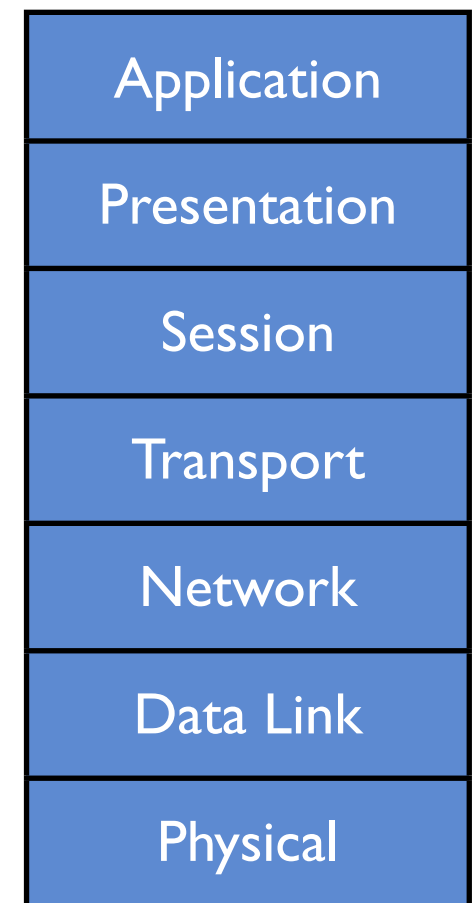 Application
Presentation
Session
Transport
Network
Data Link
Physical